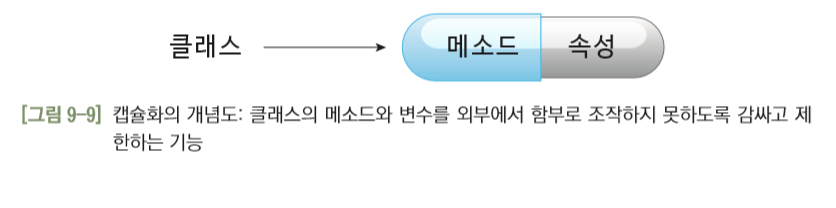 클래스 메소드 속성
[그림 9-9] 캡슐화의 개념도: 클래스의 메소드와 변수를 외부에서 함부로 조작하지 못하도록 감싸고 제
한하는 기능